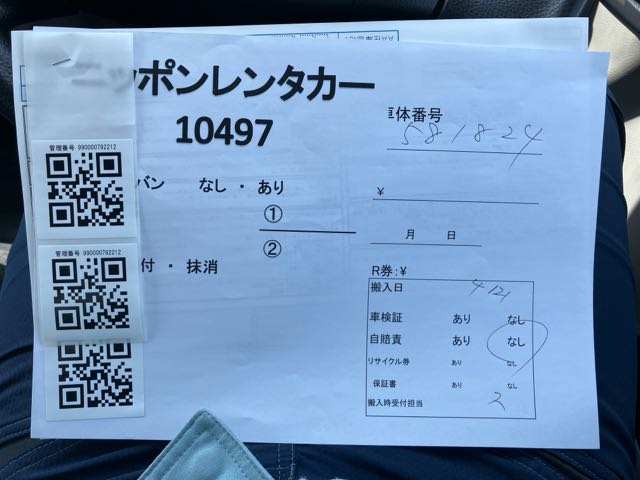 ッポンレンタカー
10497
車体番号
581824
管理番号 990000792212
バン なし ・ あり
¥
①
②
月 日
管理番号 990000792212
付 ・ 抹消
R券:¥
搬入日 4/21
車検証 あり なし
自賠責 あり なし
リサイクル券 あり なし
保証書 あり なし
搬入時受付担当